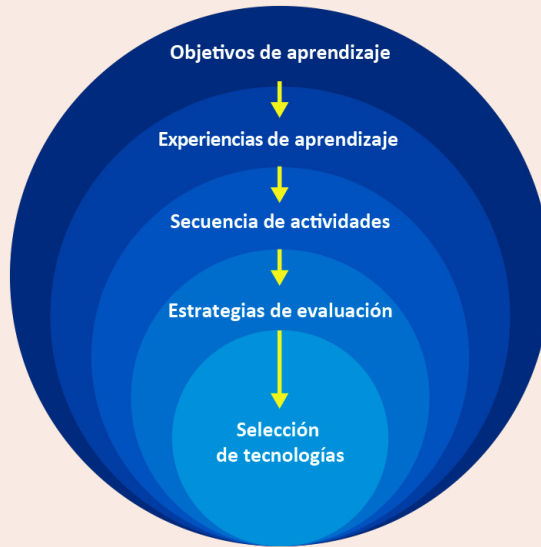 Objetivos de aprendizaje
Experiencias de aprendizaje
Secuencia de actividades
Estrategias de evaluación
Selección
de tecnologías